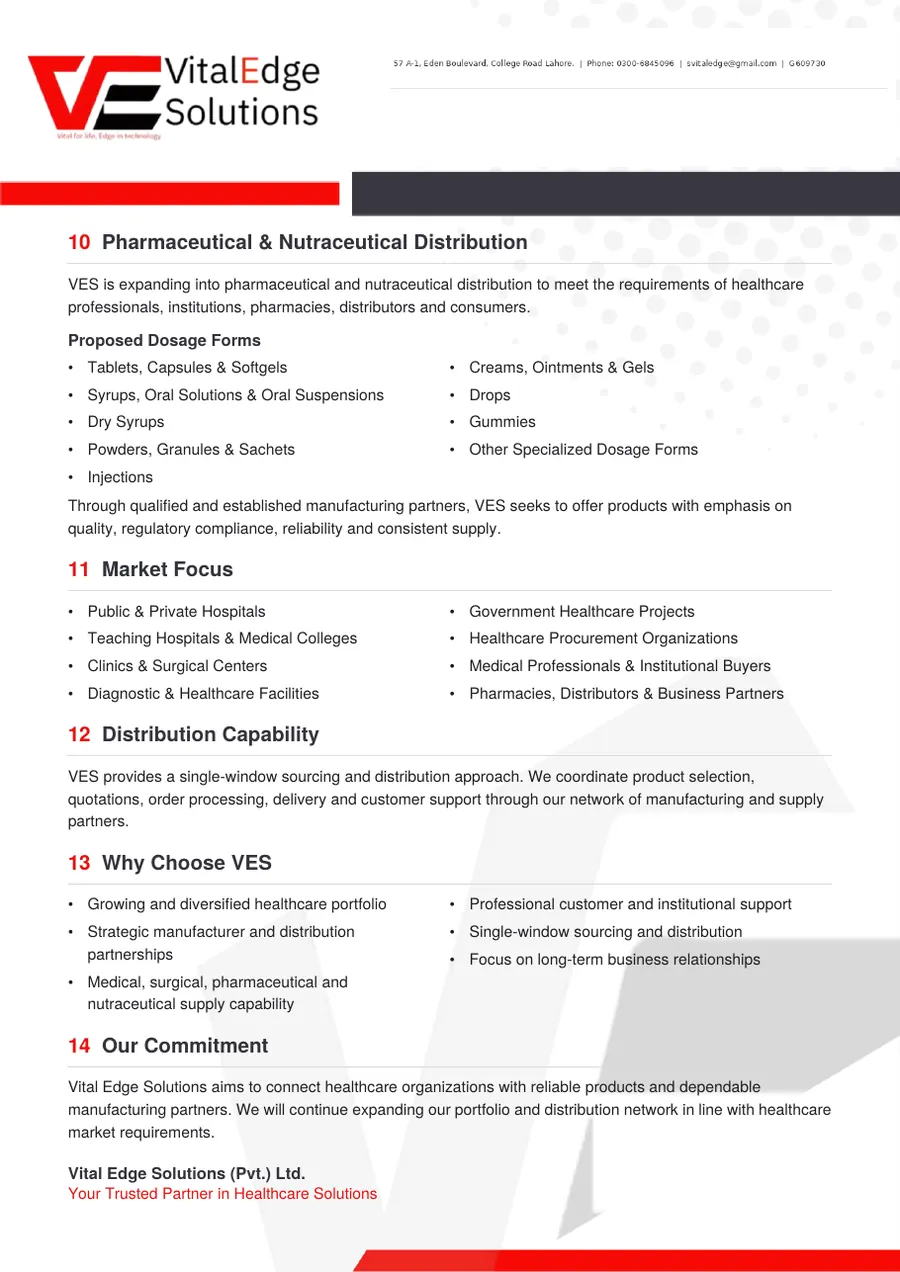 VitalEdge
Solutions
Vital for life, Edge in technology
57 A-1, Eden Boulevard, College Road Lahore. | Phone: 0300-6845096 | svitaledge@gmail.com | G609730
10 Pharmaceutical & Nutraceutical Distribution
VES is expanding into pharmaceutical and nutraceutical distribution to meet the requirements of healthcare
professionals, institutions, pharmacies, distributors and consumers.
Proposed Dosage Forms
• Tablets, Capsules & Softgels
• Syrups, Oral Solutions & Oral Suspensions
• Dry Syrups
• Powders, Granules & Sachets
• Injections
• Creams, Ointments & Gels
• Drops
• Gummies
• Other Specialized Dosage Forms
Through qualified and established manufacturing partners, VES seeks to offer products with emphasis on
quality, regulatory compliance, reliability and consistent supply.
11 Market Focus
• Public & Private Hospitals
• Teaching Hospitals & Medical Colleges
• Clinics & Surgical Centers
• Diagnostic & Healthcare Facilities
• Government Healthcare Projects
• Healthcare Procurement Organizations
• Medical Professionals & Institutional Buyers
• Pharmacies, Distributors & Business Partners
12 Distribution Capability
VES provides a single-window sourcing and distribution approach. We coordinate product selection,
quotations, order processing, delivery and customer support through our network of manufacturing and supply
partners.
13 Why Choose VES
• Growing and diversified healthcare portfolio
• Strategic manufacturer and distribution
partnerships
• Medical, surgical, pharmaceutical and
nutraceutical supply capability
• Professional customer and institutional support
• Single-window sourcing and distribution
• Focus on long-term business relationships
14 Our Commitment
Vital Edge Solutions aims to connect healthcare organizations with reliable products and dependable
manufacturing partners. We will continue expanding our portfolio and distribution network in line with healthcare
market requirements.
Vital Edge Solutions (Pvt.) Ltd.
Your Trusted Partner in Healthcare Solutions